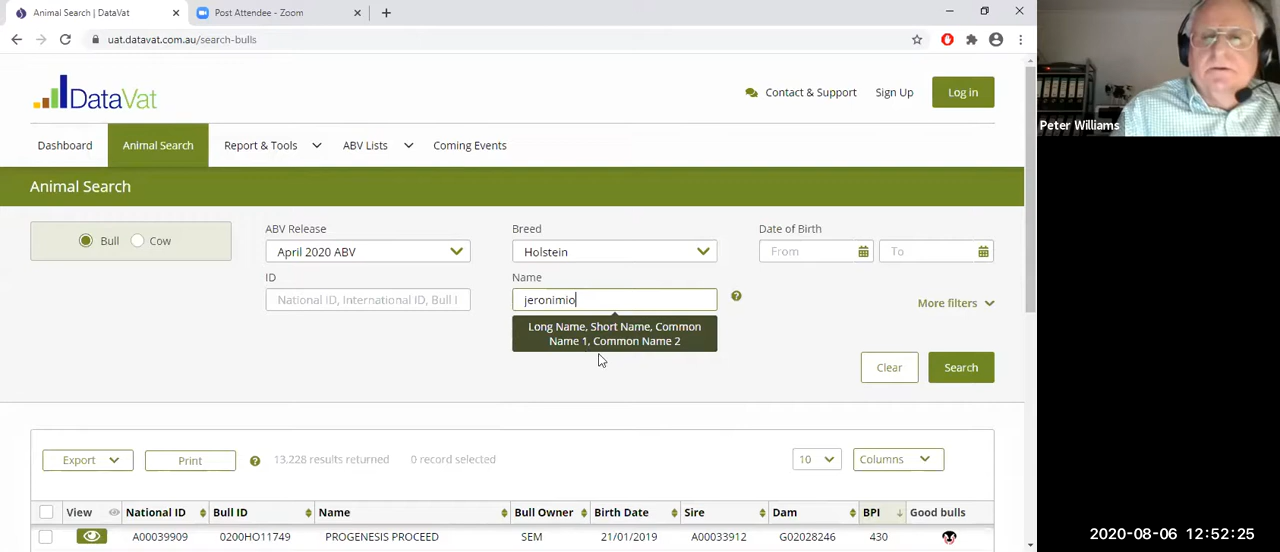 Animal Search | DataVat
Post Attendee - Zoom
uat.datavat.com.au/search-bulls
DataVat
Contact & Support
Sign Up
Log in
Dashboard
Animal Search
Report & Tools
ABV Lists
Coming Events
Animal Search
Bull
Cow
ABV Release
Breed
Date of Birth
April 2020 ABV
Holstein
From
To
ID
Name
National ID, International ID, Bull I
jeronimio
?
More filters
Long Name, Short Name, Common
Name 1, Common Name 2
Clear
Search
Export
Print
?
13,228 results returned
0 record selected
10
Columns
View
National ID
Bull ID
Name
Bull Owner
Birth Date
Sire
Dam
BPI
Good bulls
A00039909
0200HO11749
PROGENESIS PROCEED
SEM
21/01/2019
A00033912
G02028246
430
Peter Williams
2020-08-06 12:52:25